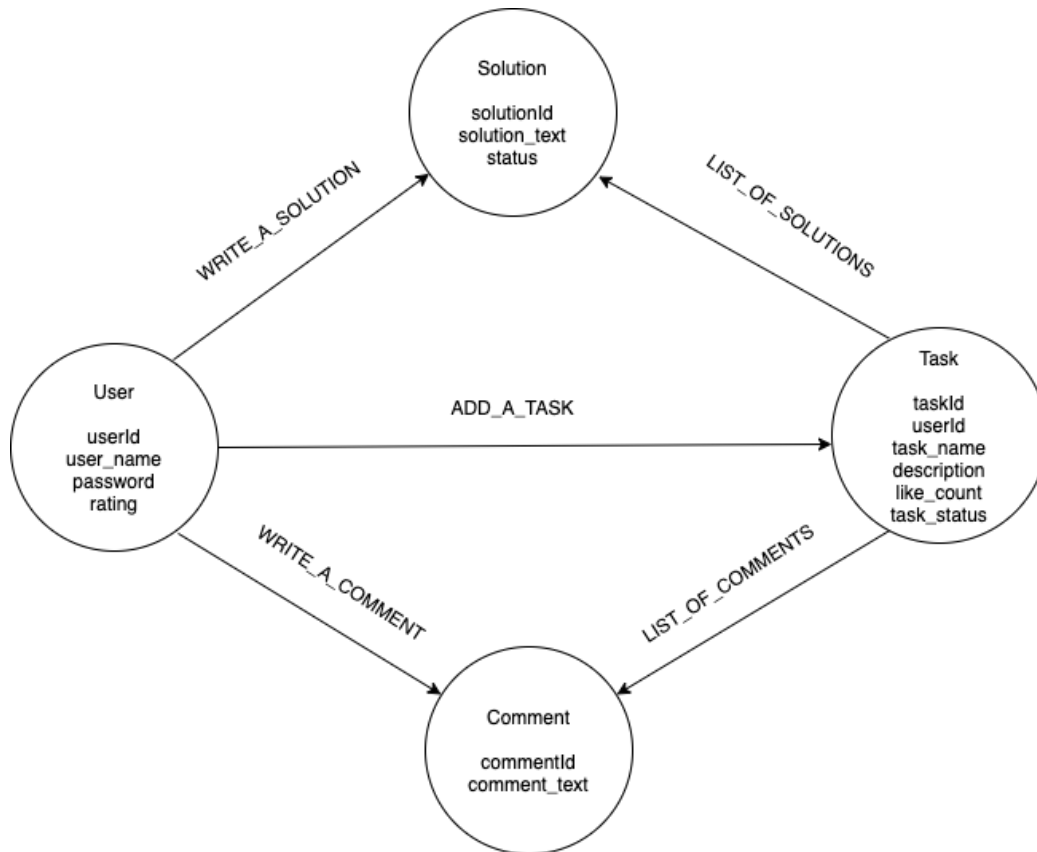 Solution
solutionId
solution_text
status
WRITE_A_SOLUTION
LIST_OF_SOLUTIONS
User
userId
user_name
password
rating
ADD_A_TASK
Task
taskId
userId
task_name
description
like_count
task_status
WRITE_A_COMMENT
LIST_OF_COMMENTS
Comment
commentId
comment_text